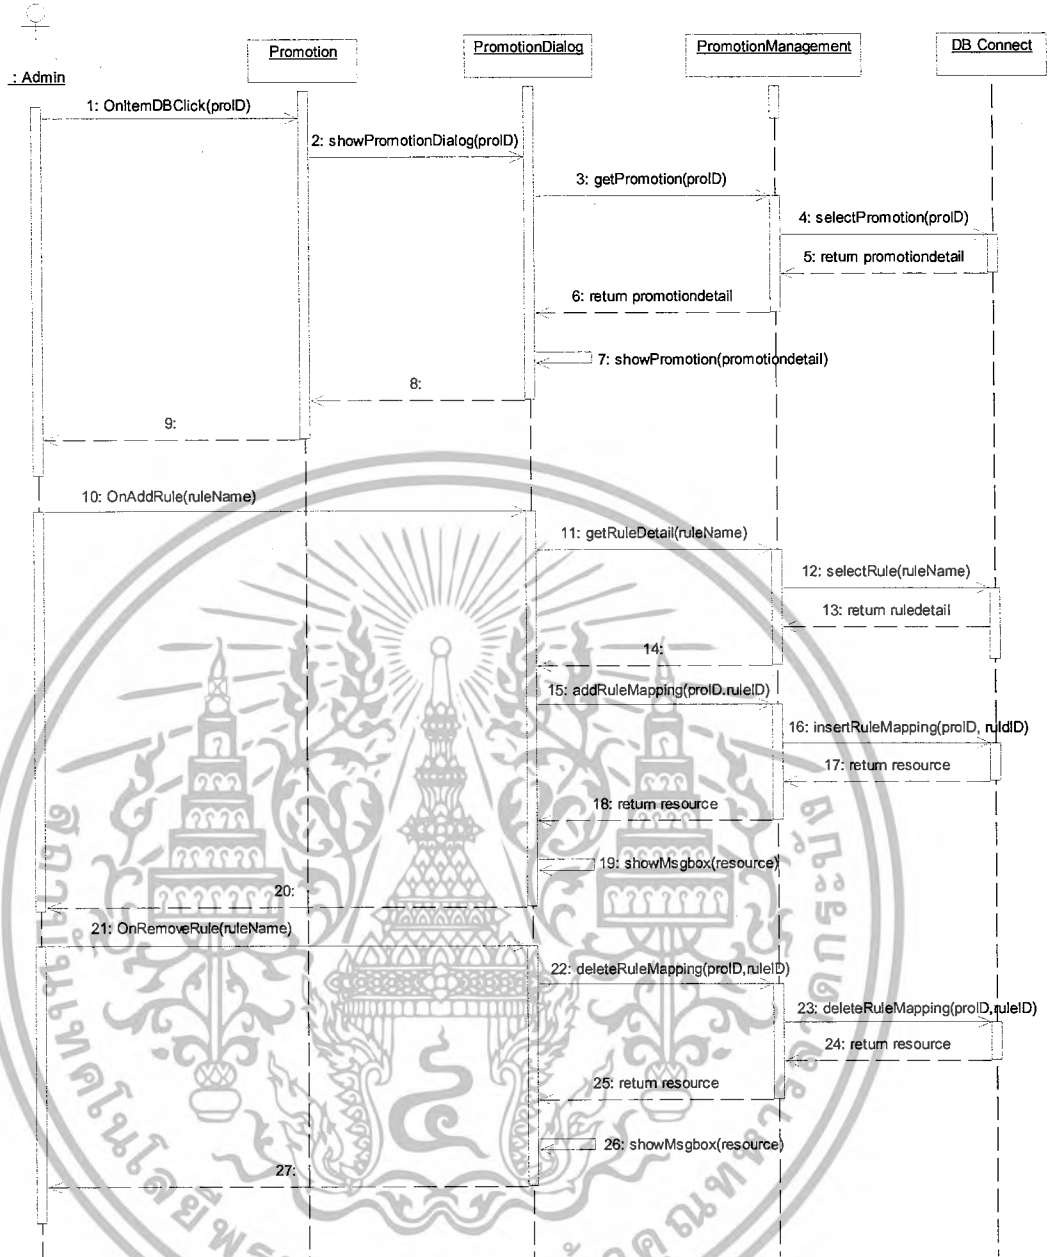 : Admin
Promotion
PromotionDialog
PromotionManagement
DB Connect
1: OnItemDBClick(proID)
2: showPromotionDialog(proID)
3: getPromotion(proID)
4: selectPromotion(proID)
5: return promotiondetail
6: return promotiondetail
7: showPromotion(promotiondetail)
8:
9:
10: OnAddRule(ruleName)
11: getRuleDetail(ruleName)
12: selectRule(ruleName)
13: return ruledetail
14:
15: addRuleMapping(proID.ruleID)
16: insertRuleMapping(proID, ruldID)
17: return resource
18: return resource
19: showMsgbox(resource)
20:
21: OnRemoveRule(ruleName)
22: deleteRuleMapping(proID,ruleID)
23: deleteRuleMapping(proID,ruleID)
24: return resource
25: return resource
26: showMsgbox(resource)
27: